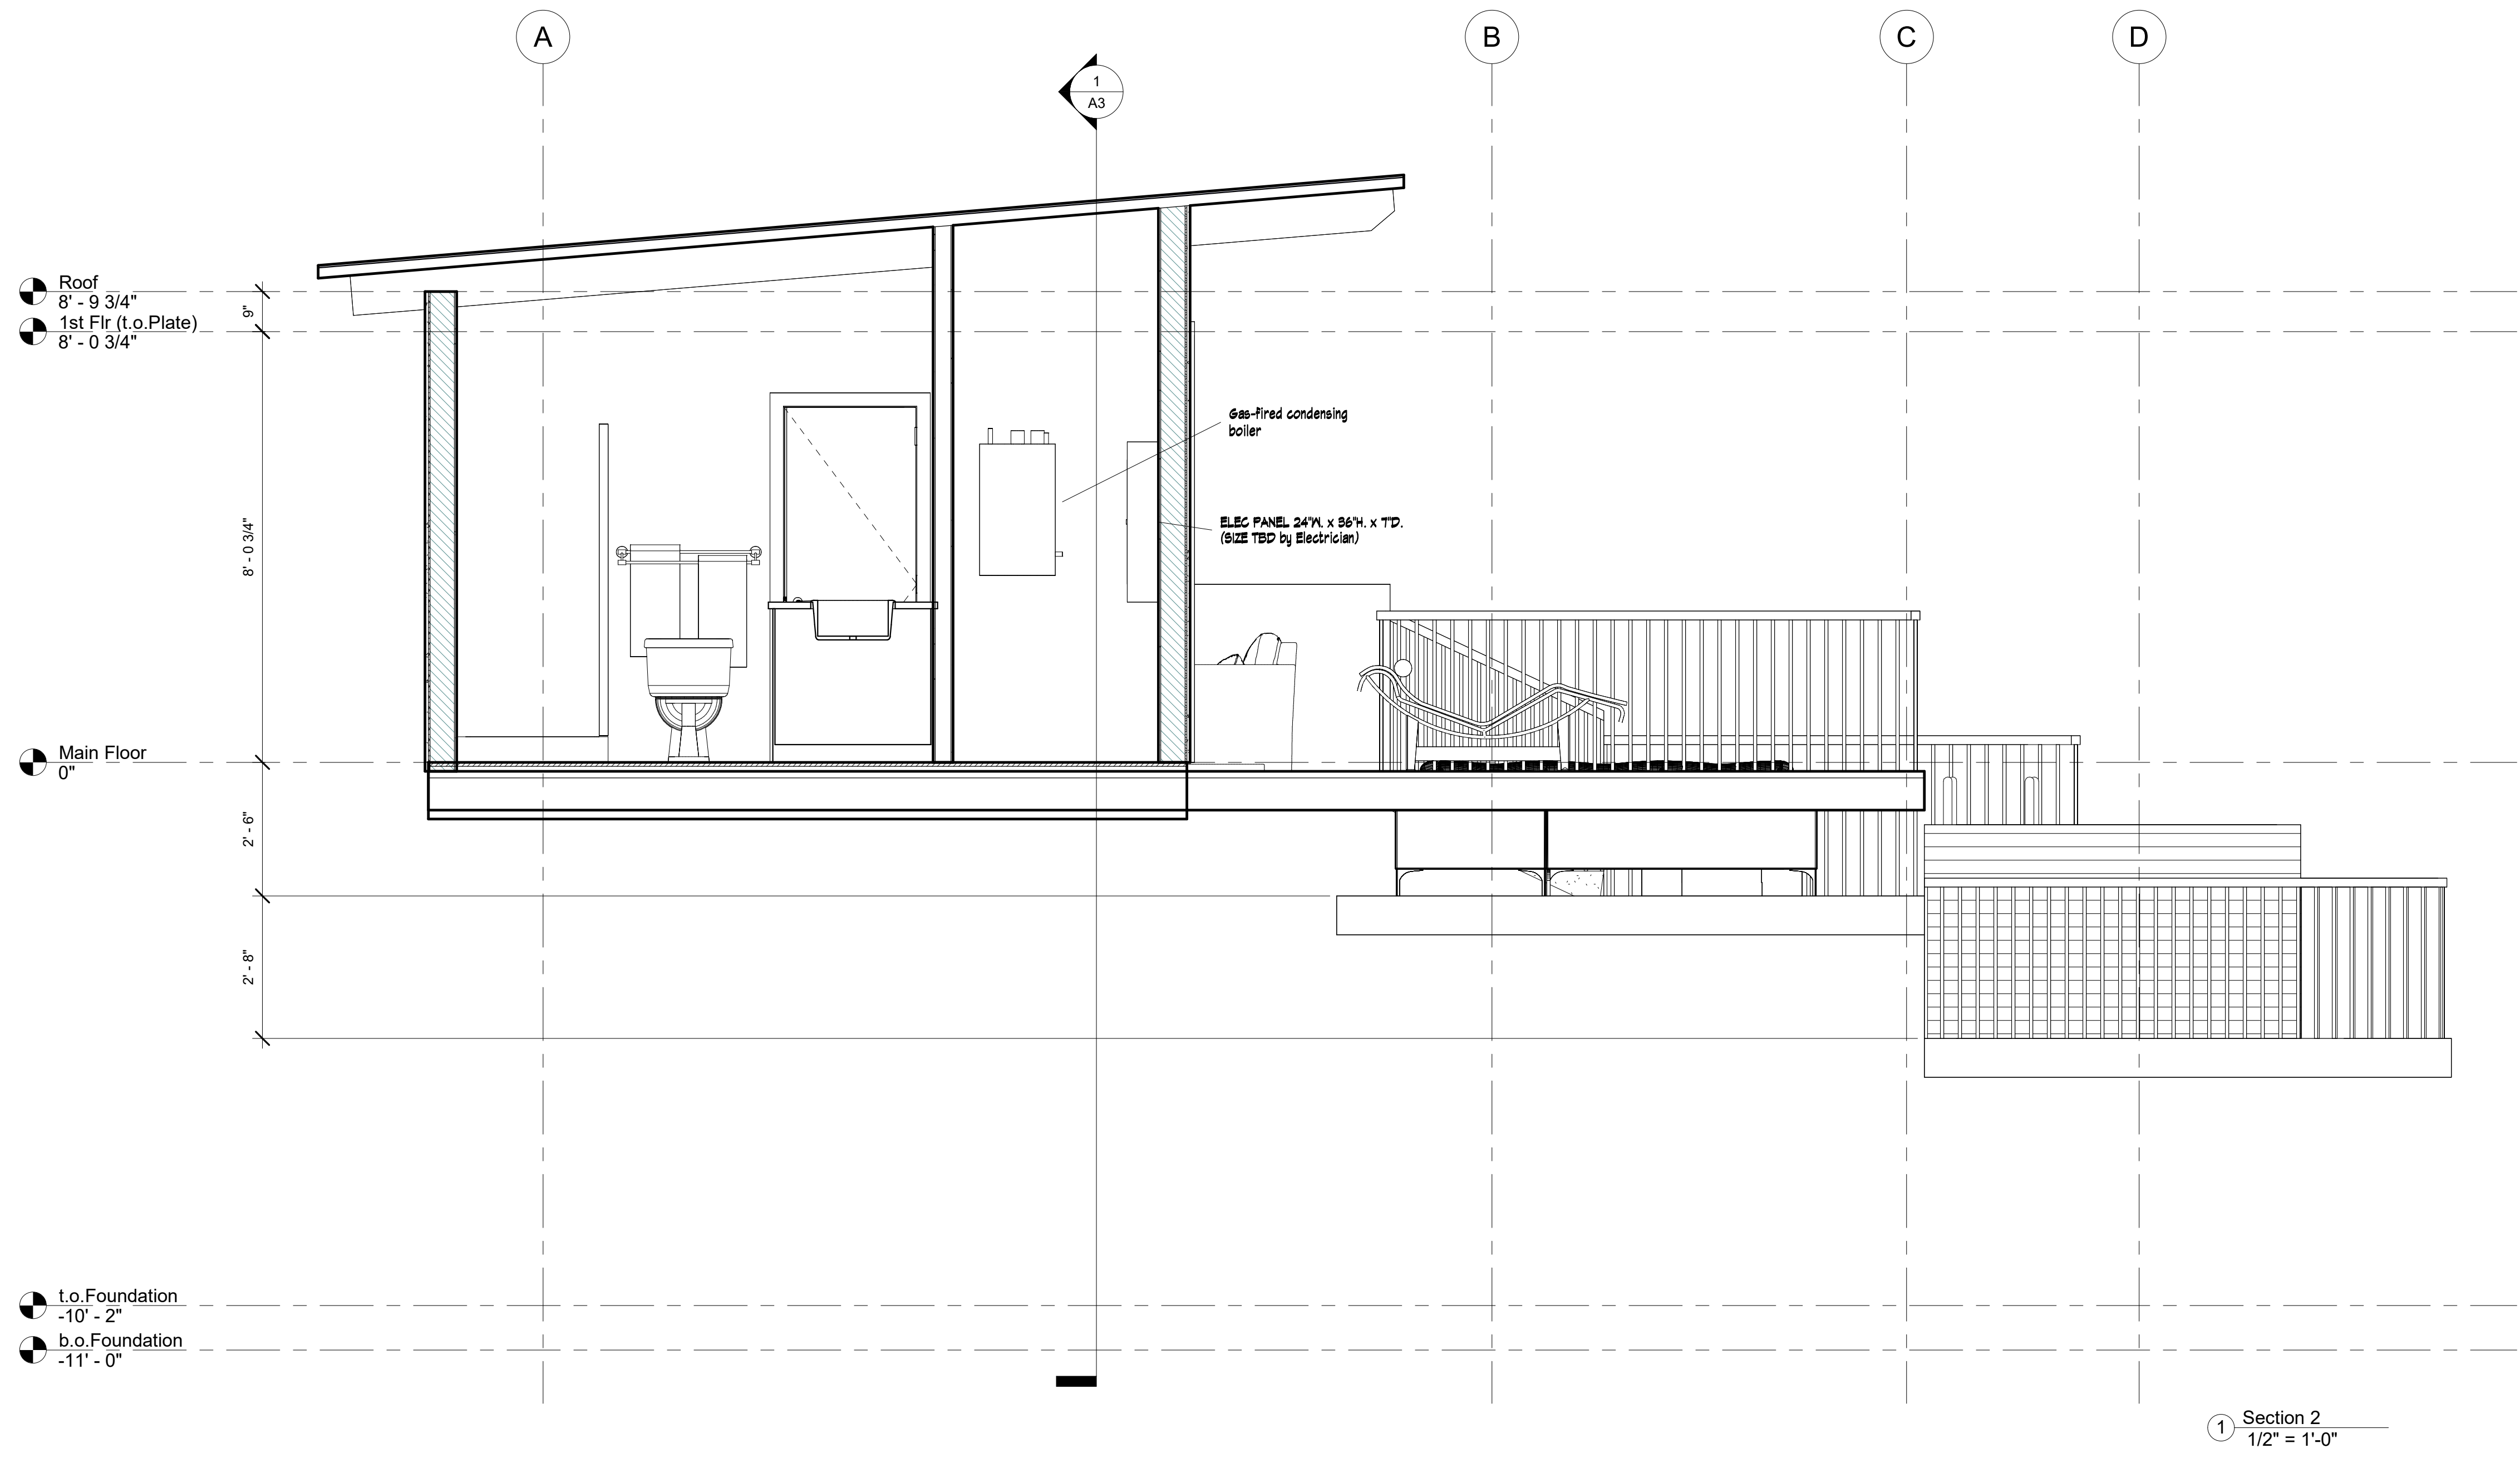 A
B
C
D
1
A3
Roof
8' - 9 3/4"
1st Flr (t.o.Plate)
8' - 0 3/4"
9"
8' - 0 3/4"
Gas-fired condensing
boiler
ELEC PANEL 24"W. x 36"H. x 7"D.
(SIZE TBD by Electrician)
Main Floor
0"
2' - 6"
2' - 8"
t.o.Foundation
-10' - 2"
b.o.Foundation
-11' - 0"
1
Section 2
1/2" = 1'-0"